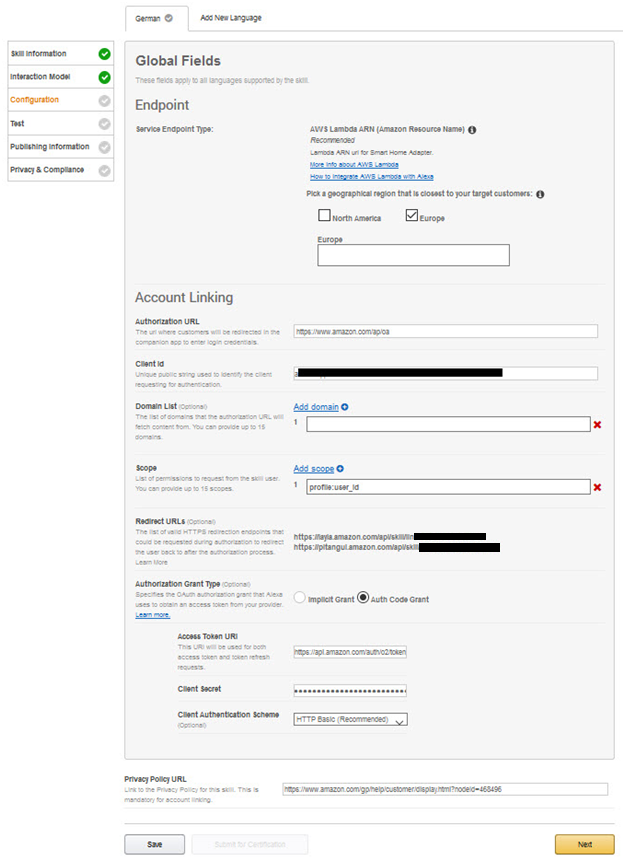 German
Add New Language
Skill Information
Interaction Model
Configuration
Test
Publishing Information
Privacy & Compliance
Global Fields
These fields apply to all languages supported by the skill.
Endpoint
Service Endpoint Type:
AWS Lambda ARN (Amazon Resource Name)
Recommended
Lambda ARN url for Smart Home Adapter.
More info about AWS Lambda
How to integrate AWS Lambda with Alexa
Pick a geographical region that is closest to your target customers:
North America
Europe
Europe
Account Linking
Authorization URL
The url where customers will be redirected in the
companion app to enter login credentials.
https://www.amazon.com/ap/oa
Client Id
Unique public string used to identify the client
requesting for authentication.
Domain List (Optional)
The list of domains that the authorization URL will
fetch content from. You can provide up to 15
domains.
Add domain
1
Scope
List of permissions to request from the skill user.
You can provide up to 15 scopes.
Add scope
1
profile:user_id
Redirect URLs (Optional)
The list of valid HTTPS redirection endpoints that
could be requested during authorization to redirect
the user back to after the authorization process.
Learn More
https://layla.amazon.com/api/skill/lin
https://pitangui.amazon.com/api/skill
Authorization Grant Type (Optional)
Specifies the OAuth authorization grant that Alexa
uses to obtain an access token from your provider.
Learn more.
Implicit Grant
Auth Code Grant
Access Token URI
This URI will be used for both
access token and token refresh
requests.
https://api.amazon.com/auth/o2/token
Client Secret
Client Authentication Scheme
(Optional)
HTTP Basic (Recommended)
Privacy Policy URL
Link to the Privacy Policy for this skill. This is
mandatory for account linking.
https://www.amazon.com/gp/help/customer/display.html?nodeId=468496
Save
Submit for Certification
Next